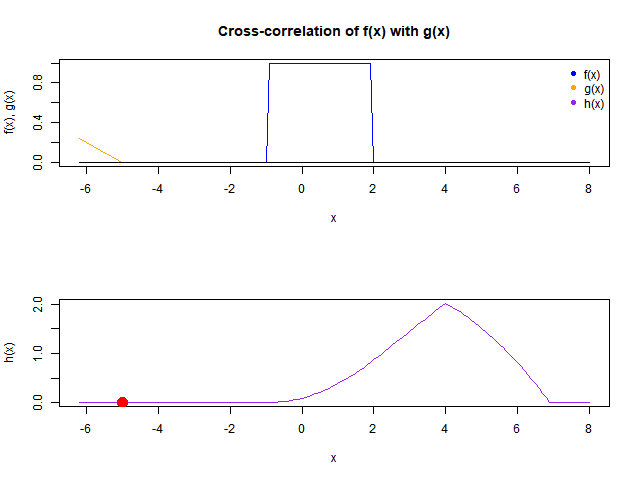 Cross-correlation of f(x) with g(x)
f(x), g(x)
0.8
0.4
0.0
f(x)
g(x)
h(x)
-6 -4 -2 0 2 4 6 8
x
h(x)
2.0
1.0
0.0
-6 -4 -2 0 2 4 6 8
x